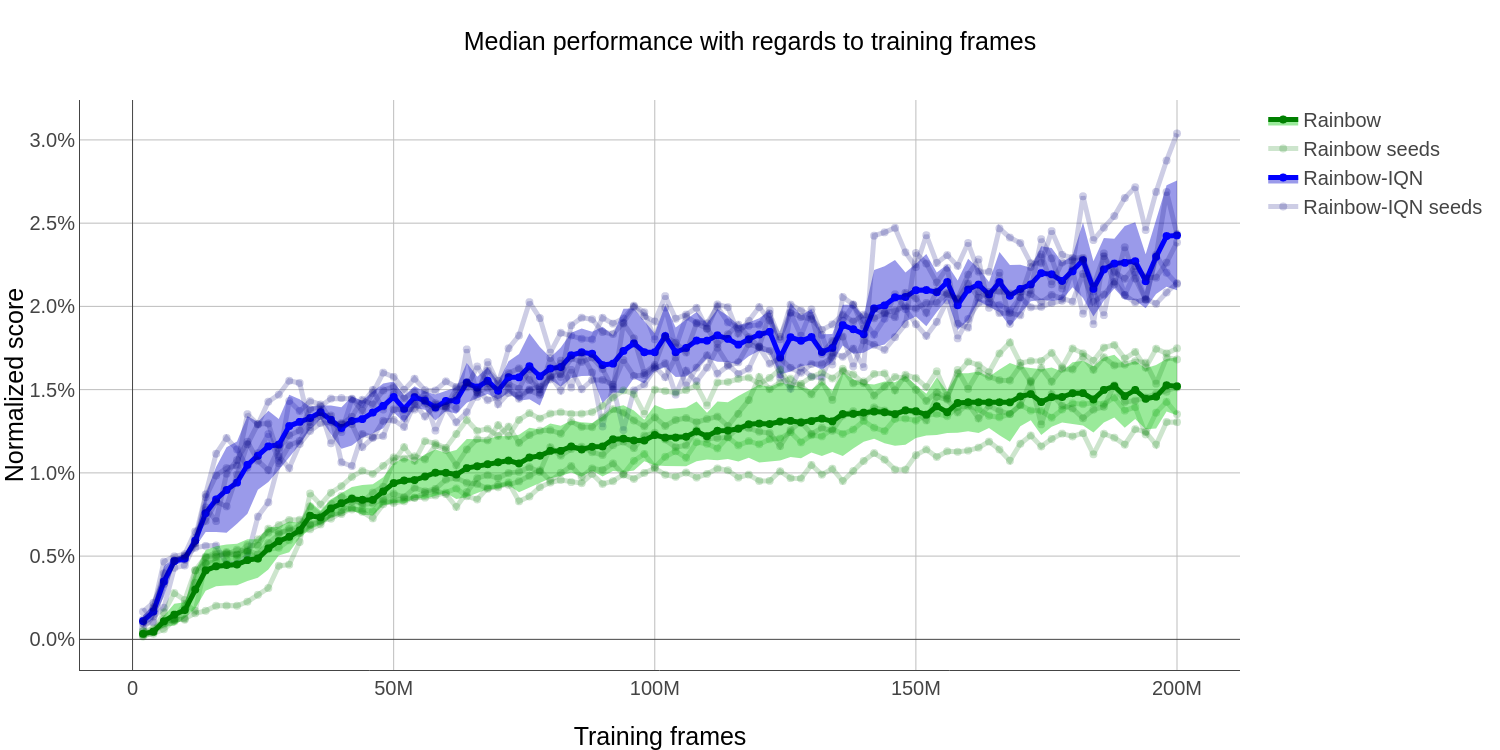 Median performance with regards to training frames
Normalized score
3.0%
2.5%
2.0%
1.5%
1.0%
0.5%
0.0%
0
50M
100M
150M
200M
Training frames
Rainbow
Rainbow seeds
Rainbow-IQN
Rainbow-IQN seeds